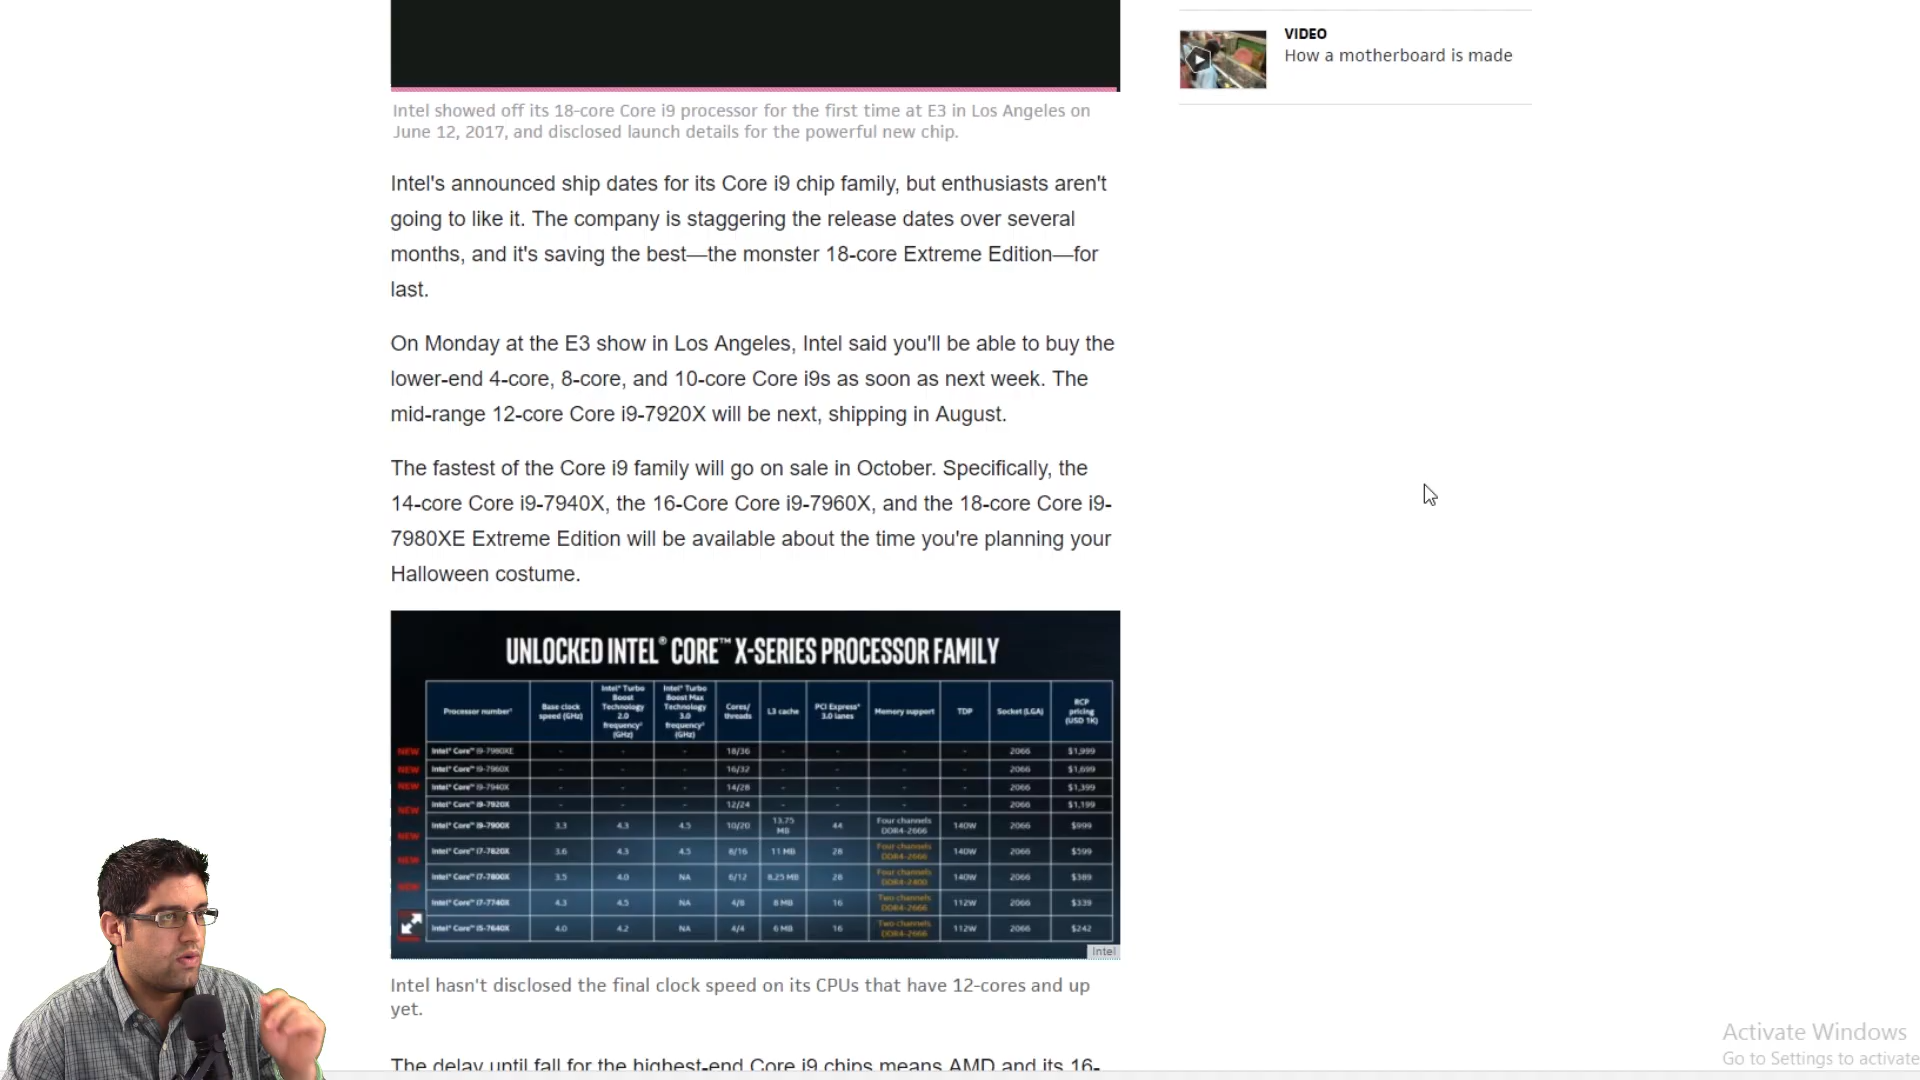 VIDEO
How a motherboard is made
Intel showed off its 18-core Core i9 processor for the first time at E3 in Los Angeles on
June 12, 2017, and disclosed launch details for the powerful new chip.
Intel's announced ship dates for its Core i9 chip family, but enthusiasts aren't
going to like it. The company is staggering the release dates over several
months, and it's saving the best—the monster 18-core Extreme Edition—for
last.
On Monday at the E3 show in Los Angeles, Intel said you'll be able to buy the
lower-end 4-core, 8-core, and 10-core Core i9s as soon as next week. The
mid-range 12-core Core i9-7920X will be next, shipping in August.
The fastest of the Core i9 family will go on sale in October. Specifically, the
14-core Core i9-7940X, the 16-Core Core i9-7960X, and the 18-core Core i9-
7980XE Extreme Edition will be available about the time you're planning your
Halloween costume.
UNLOCKED INTEL® CORE™ X-SERIES PROCESSOR FAMILY
Processor number¹ Base clock speed (GHz) Intel® Turbo Boost Technology 2.0 frequency² (GHz) Intel® Turbo Boost Max Technology 3.0 frequency³ (GHz) Cores/threads L3 cache PCI Express® 3.0 lanes Memory support TDP Socket (LGA) RCP pricing (USD 1K)
NEW Intel® Core™ i9-7980XE - - - 18/36 - - - - 2066 $1,999
NEW Intel® Core™ i9-7960X - - - 16/32 - - - - 2066 $1,699
NEW Intel® Core™ i9-7940X - - - 14/28 - - - - 2066 $1,399
NEW Intel® Core™ i9-7920X - - - 12/24 - - - - 2066 $1,199
NEW Intel® Core™ i9-7900X 3.3 4.3 4.5 10/20 13.75 MB 44 Four channels DDR4-2666 140W 2066 $999
NEW Intel® Core™ i7-7820X 3.6 4.3 4.5 8/16 11 MB 28 Four channels DDR4-2666 140W 2066 $599
NEW Intel® Core™ i7-7800X 3.5 4.0 NA 6/12 8.25 MB 28 Four channels DDR4-2400 140W 2066 $389
Intel® Core™ i7-7740X 4.3 4.5 NA 4/8 8 MB 16 Two channels DDR4-2666 112W 2066 $339
Intel® Core™ i5-7640X 4.0 4.2 NA 4/4 6 MB 16 Two channels DDR4-2666 112W 2066 $242
Intel
Intel hasn't disclosed the final clock speed on its CPUs that have 12-cores and up
yet.
The delay until fall for the highest-end Core i9 chips means AMD and its 16-
Activate Windows
Go to Settings to activate